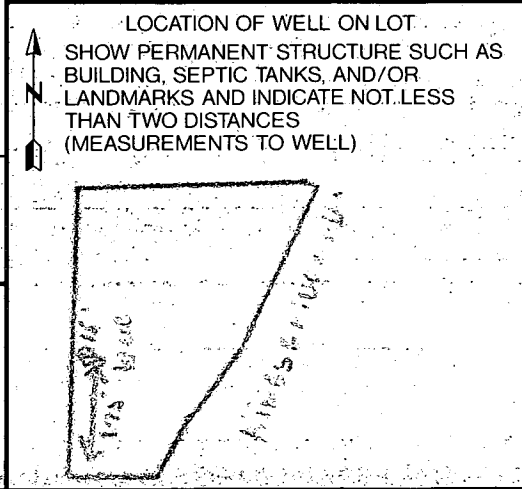 LOCATION OF WELL ON LOT
SHOW PERMANENT STRUCTURE SUCH AS
BUILDING, SEPTIC TANKS, AND/OR
N LANDMARKS AND INDICATE NOT LESS
THAN TWO DISTANCES
(MEASUREMENTS TO WELL)